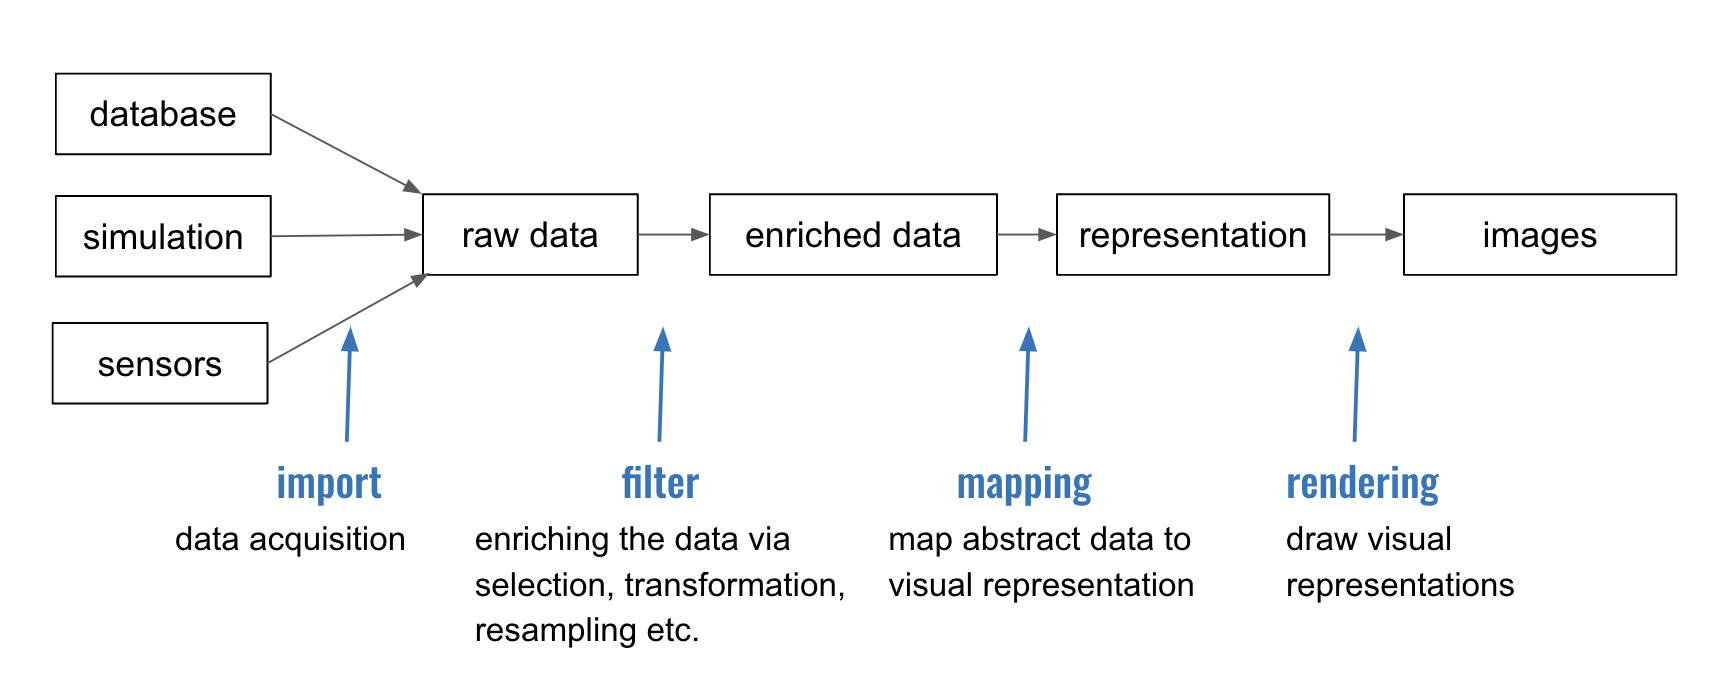 database
simulation
sensors
raw data
enriched data
representation
images
import
data acquisition
filter
enriching the data via
selection, transformation,
resampling etc.
mapping
map abstract data to
visual representation
rendering
draw visual
representations